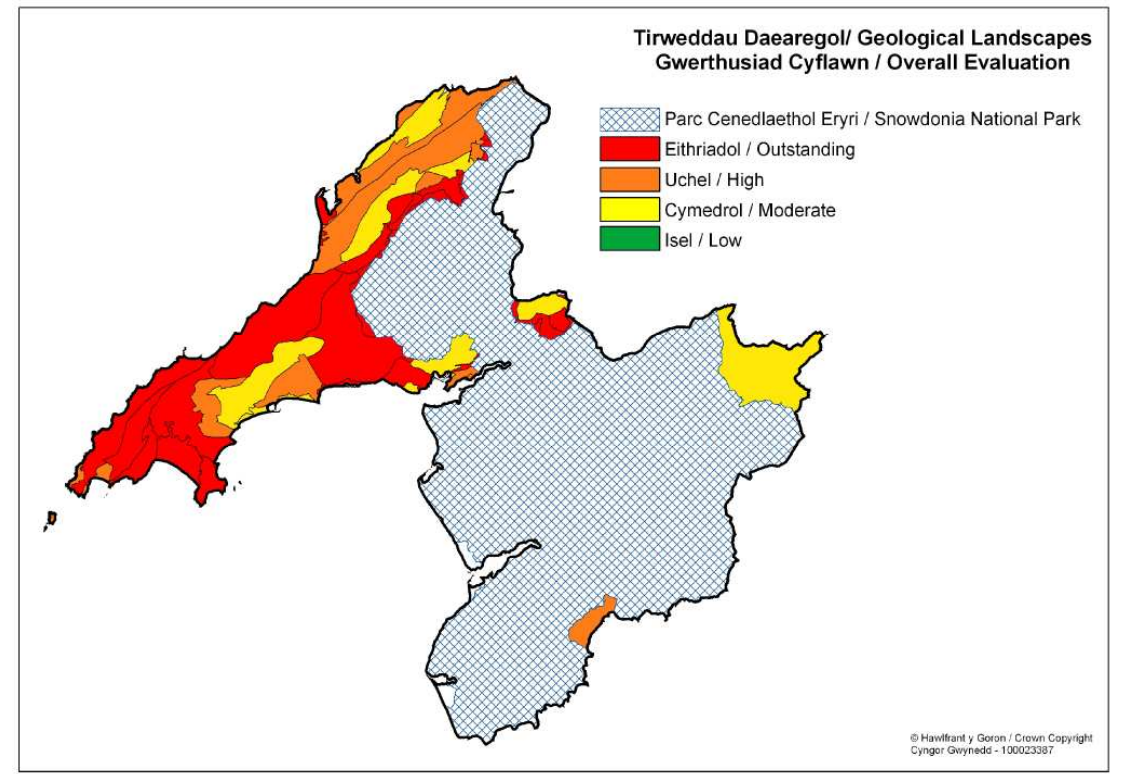 Tirweddau Daearegol/ Geological Landscapes
Gwerthusiad Cyflawn / Overall Evaluation
Parc Cenedlaethol Eryri / Snowdonia National Park
Eithriadol / Outstanding
Uchel / High
Cymedrol / Moderate
Isel / Low
© Hawlfrant y Goron / Crown Copyright
Cyngor Gwynedd - 100023387